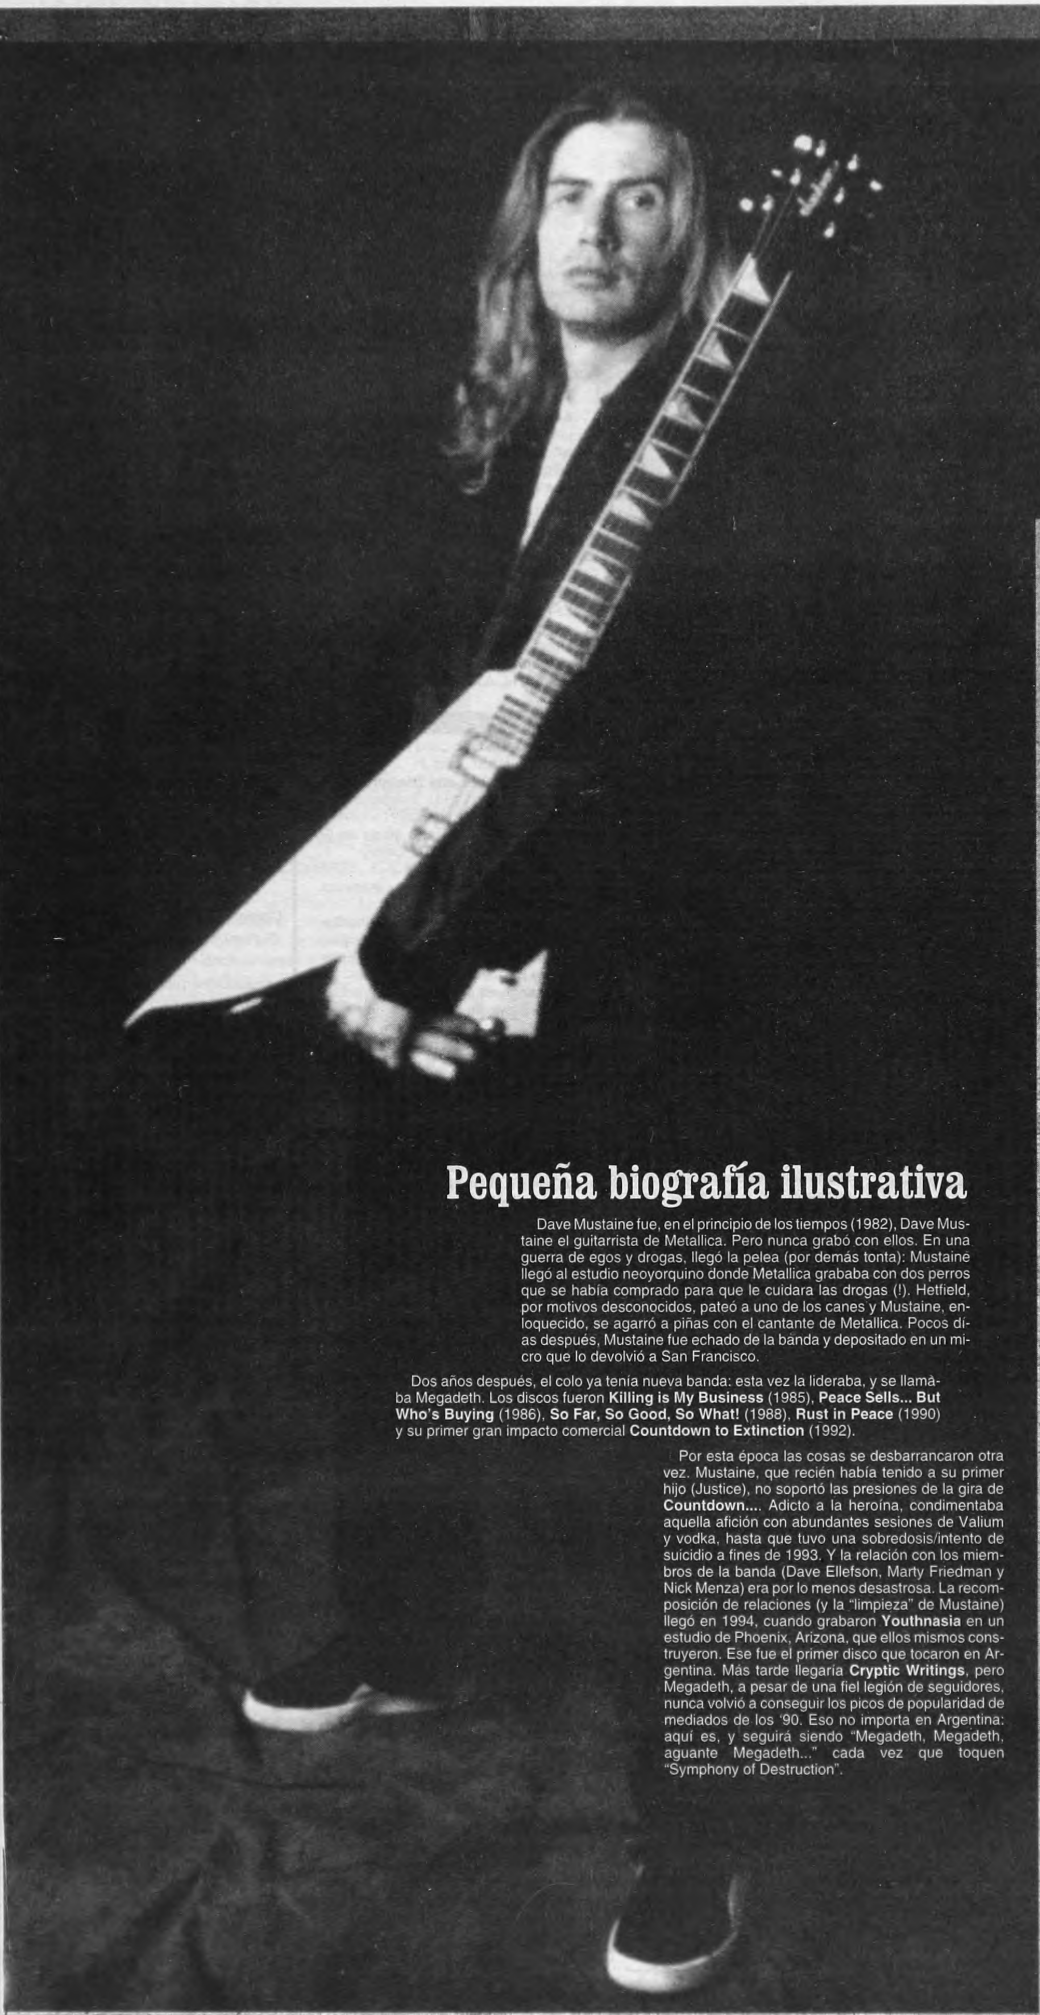 Pequeña biografía ilustrativa
Dave Mustaine fue, en el principio de los tiempos (1982), Dave Mus-
taine el guitarrista de Metallica. Pero nunca grabó con ellos. En una
guerra de egos y drogas, llegó la pelea (por demás tonta): Mustaine
llegó al estudio neoyorquino donde Metallica grababa con dos perros
que se había comprado para que le cuidara las drogas (!). Hetfield,
por motivos desconocidos, pateó a uno de los canes y Mustaine, en-
loquecido, se agarró a piñas con el cantante de Metallica. Pocos dí-
as después, Mustaine fue echado de la banda y depositado en un mi-
cro que lo devolvió a San Francisco.
Dos años después, el colo ya tenía nueva banda: esta vez la lideraba, y se llama-
ba Megadeth. Los discos fueron Killing is My Business (1985), Peace Sells... But
Who's Buying (1986), So Far, So Good, So What! (1988), Rust in Peace (1990)
y su primer gran impacto comercial Countdown to Extinction (1992).
Por esta época las cosas se desbarrancaron otra
vez. Mustaine, que recién había tenido a su primer
hijo (Justice), no soportó las presiones de la gira de
Countdown.... Adicto a la heroína, condimentaba
aquella afición con abundantes sesiones de Valium
y vodka, hasta que tuvo una sobredosis/intento de
suicidio a fines de 1993. Y la relación con los miem-
bros de la banda (Dave Ellefson, Marty Friedman y
Nick Menza) era por lo menos desastrosa. La recom-
posición de relaciones (y la "limpieza" de Mustaine)
llegó en 1994, cuando grabaron Youthnasia en un
estudio de Phoenix, Arizona, que ellos mismos cons-
truyeron. Ese fue el primer disco que tocaron en Ar-
gentina. Más tarde llegaría Cryptic Writings, pero
Megadeth, a pesar de una fiel legión de seguidores,
nunca volvió a conseguir los picos de popularidad de
mediados de los '90. Eso no importa en Argentina:
aquí es, y seguirá siendo "Megadeth, Megadeth,
aguante Megadeth..." cada vez que toquen
"Symphony of Destruction".